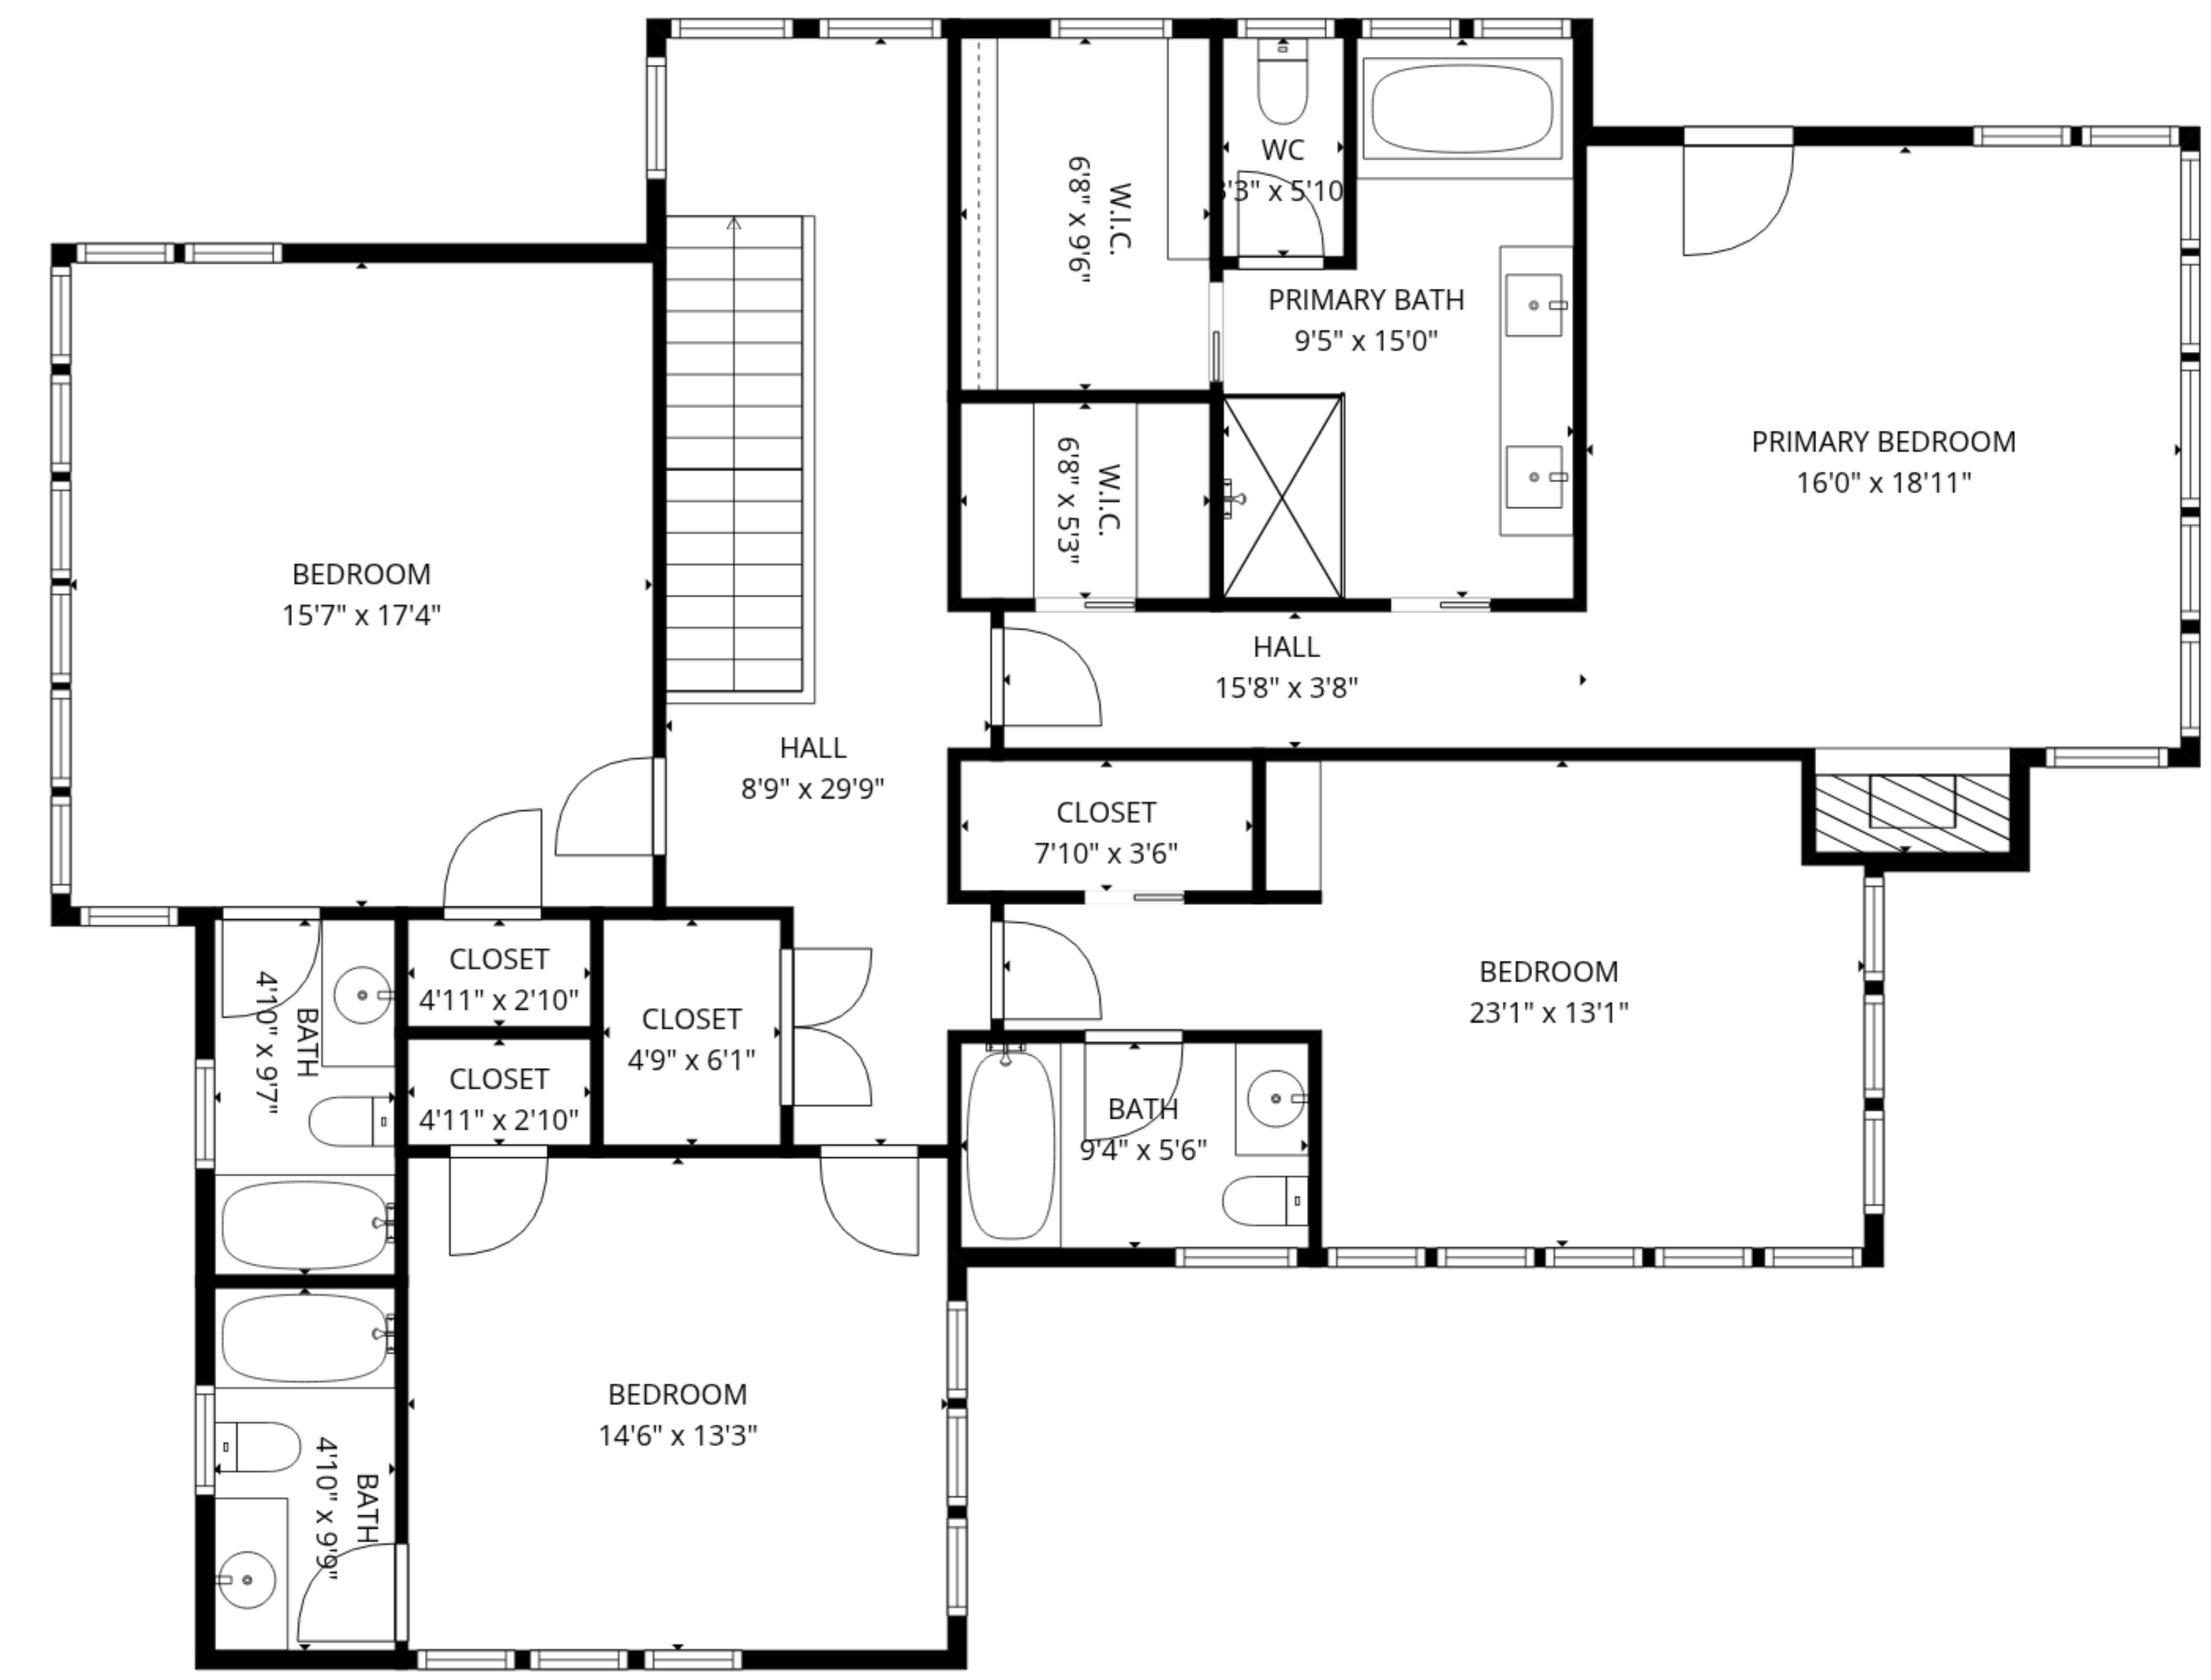 WC
3'3" x 5'10
W.I.C.
6'8" x 9'6"
PRIMARY BATH
9'5" x 15'0"
PRIMARY BEDROOM
16'0" x 18'11"
W.I.C.
6'8" x 5'3"
BEDROOM
15'7" x 17'4"
HALL
15'8" x 3'8"
HALL
8'9" x 29'9"
CLOSET
7'10" x 3'6"
CLOSET
4'11" x 2'10"
BEDROOM
23'1" x 13'1"
CLOSET
4'9" x 6'1"
BATH
4'10" x 9'7"
CLOSET
4'11" x 2'10"
BATH
9'4" x 5'6"
BEDROOM
14'6" x 13'3"
BATH
4'10" x 9'9"